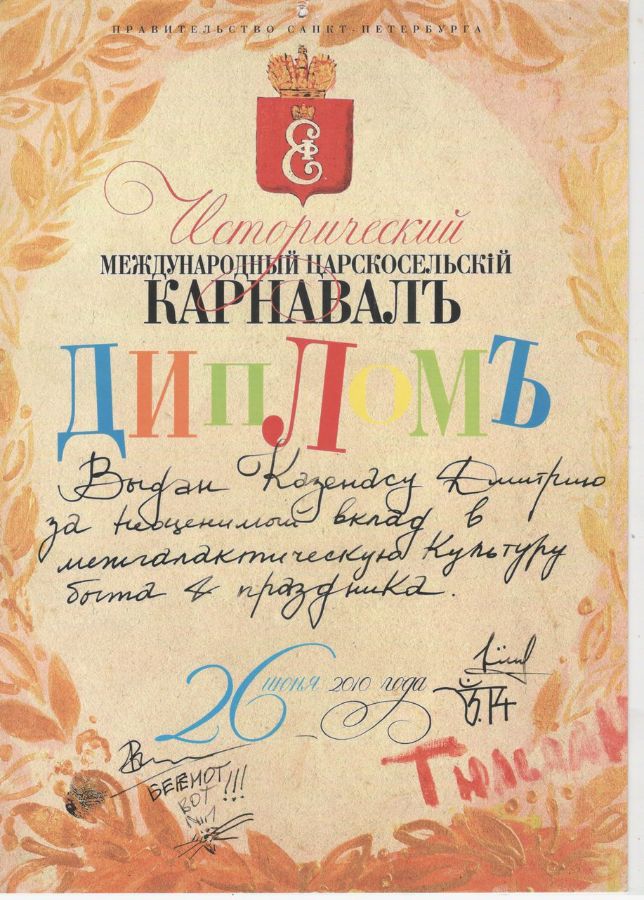 ПРАВИТЕЛЬСТВО САНКТ-ПЕТЕРБУРГА
Исторический
МЕЖДУНАРОДНЫЙ ЦАРСКОСЕЛЬСКІЙ
КАРНАВАЛЪ
ДИПЛОМЪ
Выдан Казенасу Дмитрию
за неоценимый вклад в
межгалактическую культуру
быта & праздника.
26 июня 2010 года
БЕГЕМОТ
ВОТ
!!!